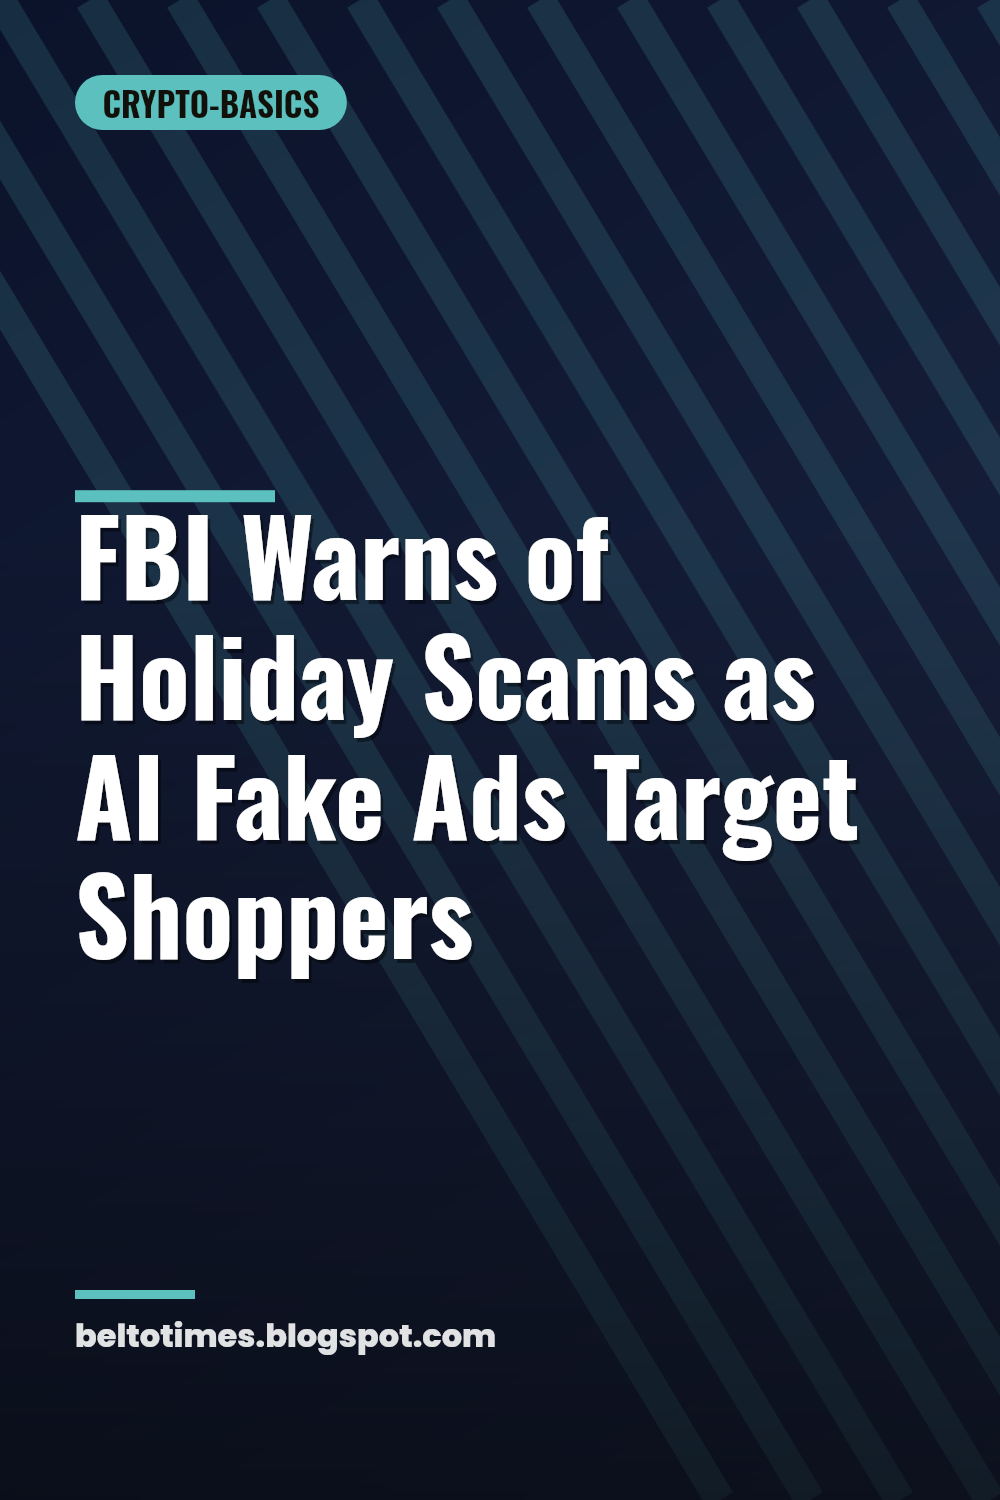 CRYPTO-BASICS
FBI Warns of
Holiday Scams as
AI Fake Ads Target
Shoppers
beltotimes.blogspot.com